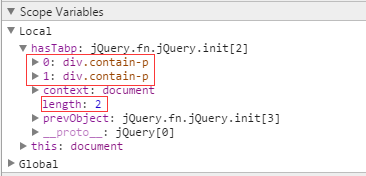 Scope Variables
Local
hasTabp: jQuery.fn.jQuery.init[2]
0: div.contain-p
1: div.contain-p
context: document
length: 2
prevObject: jQuery.fn.jQuery.init[3]
__proto__: jQuery[0]
this: document
Global